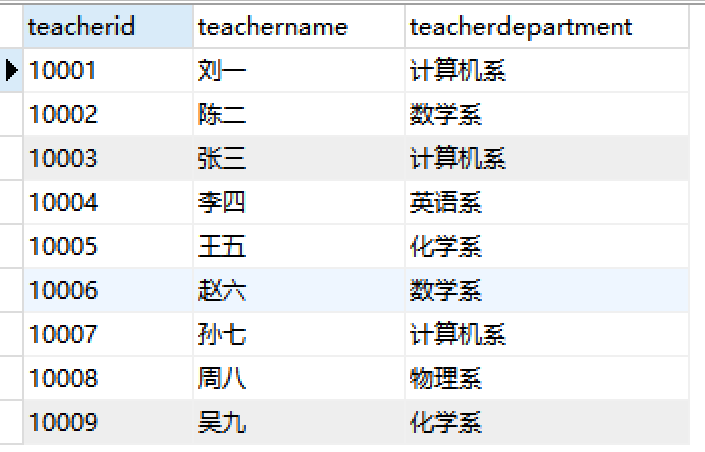 teacherid teachername teacherdepartment
10001 刘一 计算机系
10002 陈二 数学系
10003 张三 计算机系
10004 李四 英语系
10005 王五 化学系
10006 赵六 数学系
10007 孙七 计算机系
10008 周八 物理系
10009 吴九 化学系